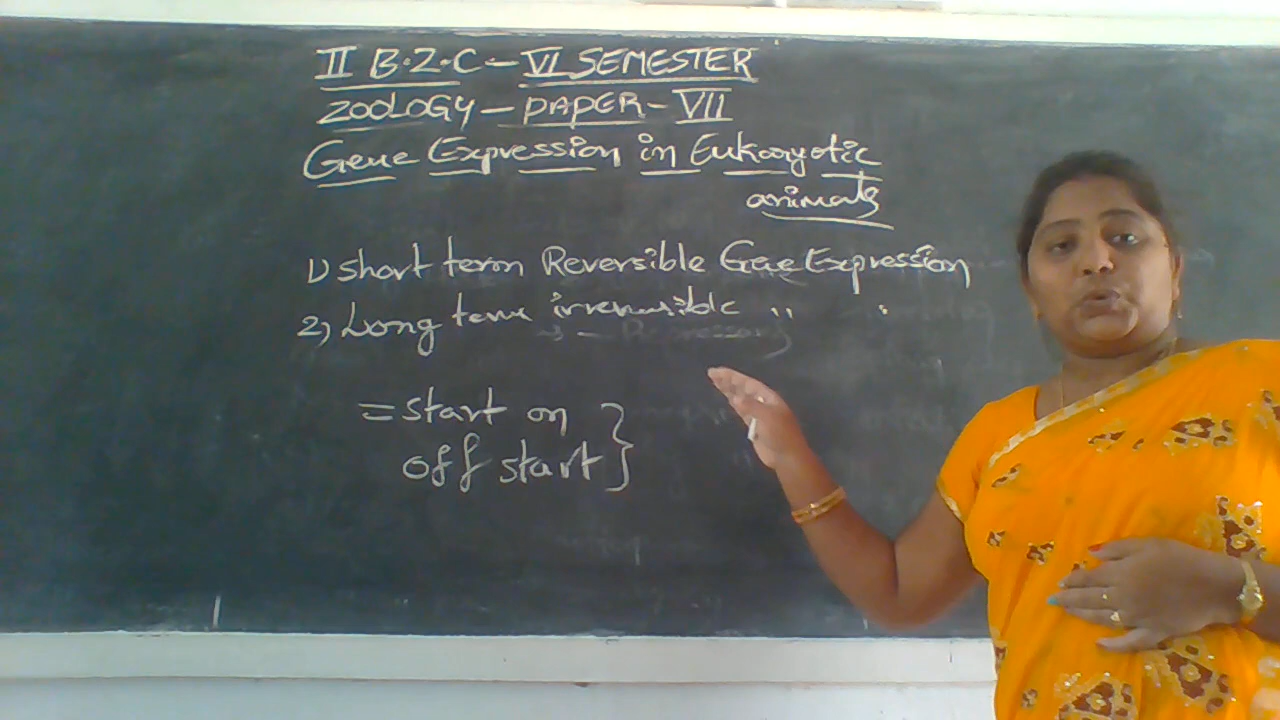 II B.Z.C - VI SEMESTER
ZOOLOGY - PAPER - VII
Gene Expression in Eukaryotic
animals
1) short term Reversible Gene Expression
2) Long term irreversible " "
= start on
off start }